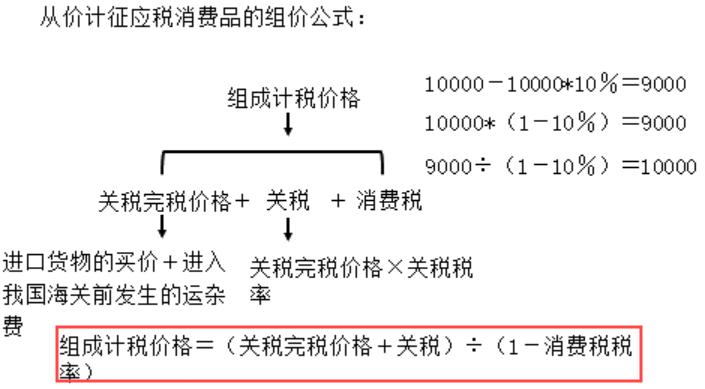 从价计征应税消费品的组价公式：
组成计税价格
10000－10000*10％＝9000
10000*（1－10％）＝9000
9000÷（1－10％）＝10000
关税完税价格＋ 关税 ＋ 消费税
进口货物的买价＋进入
我国海关前发生的运杂
费
关税完税价格×关税税
率
组成计税价格＝（关税完税价格＋关税）÷（1－消费税税
率）